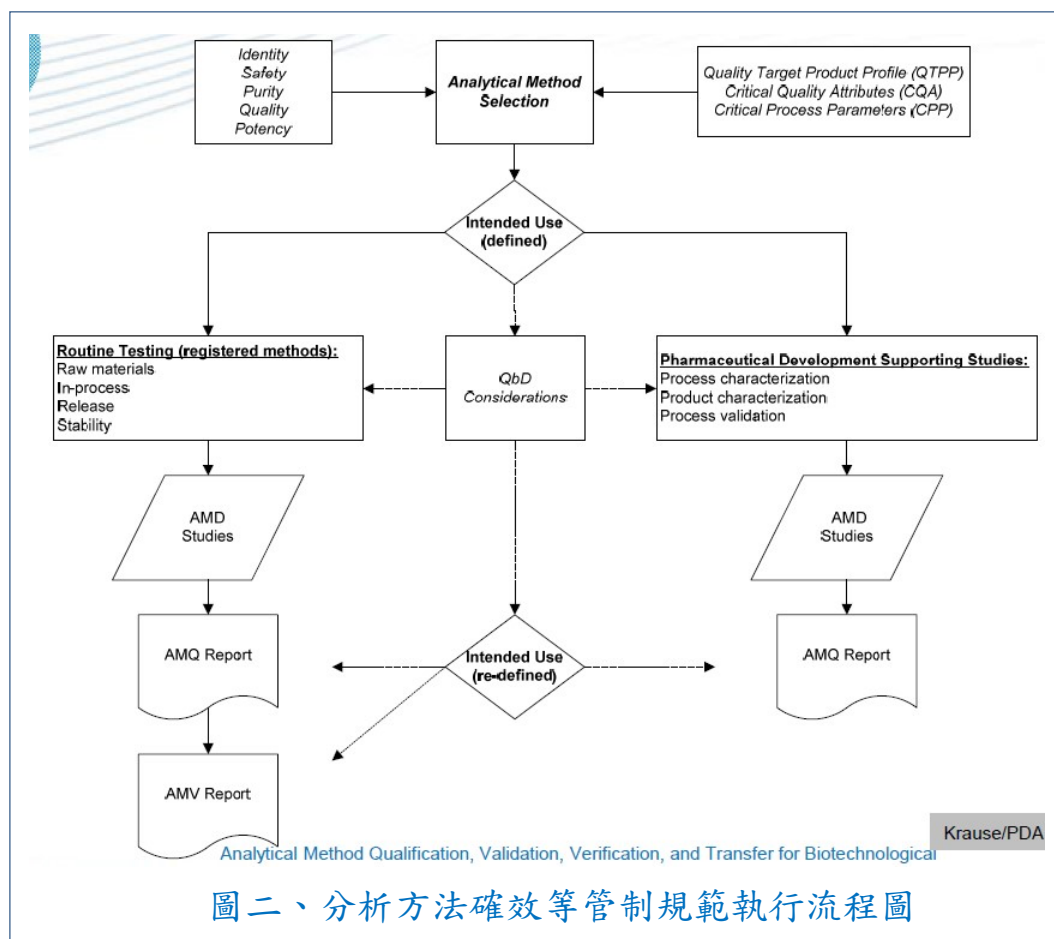 Identity
Safety
Purity
Quality
Potency
Analytical Method
Selection
Quality Target Product Profile (QTPP)
Critical Quality Attributes (CQA)
Critical Process Parameters (CPP)
Intended Use
(defined)
Routine Testing (registered methods):
Raw materials
In-process
Release
Stability
QbD
Considerations
Pharmaceutical Development Supporting Studies:
Process characterization
Product characterization
Process validation
AMD
Studies
AMD
Studies
AMQ Report
Intended Use
(re-defined)
AMQ Report
AMV Report
Krause/PDA
Analytical Method Qualification, Validation, Verification, and Transfer for Biotechnological
圖二、分析方法確效等管制規範執行流程圖